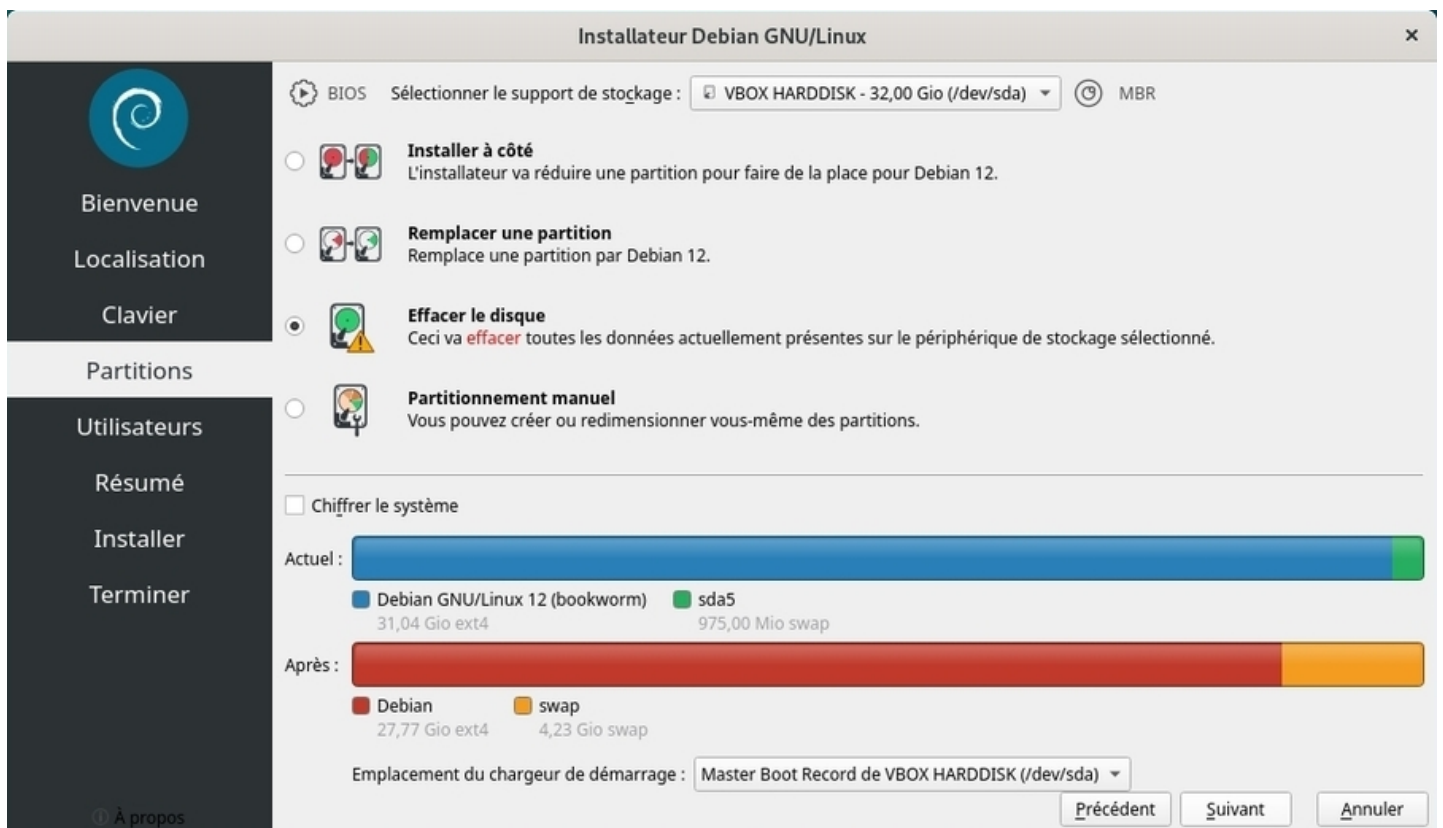 Installateur Debian GNU/Linux
BIOS Sélectionner le support de stockage : VBOX HARDDISK - 32,00 Gio (/dev/sda) MBR
Bienvenue
Localisation
Clavier
Partitions
Utilisateurs
Résumé
Installer
Terminer
À propos
Installer à côté
L'installateur va réduire une partition pour faire de la place pour Debian 12.
Remplacer une partition
Remplace une partition par Debian 12.
Effacer le disque
Ceci va effacer toutes les données actuellement présentes sur le périphérique de stockage sélectionné.
Partitionnement manuel
Vous pouvez créer ou redimensionner vous-même des partitions.
Chiffrer le système
Actuel :
Debian GNU/Linux 12 (bookworm) sda5
31,04 Gio ext4 975,00 Mio swap
Après :
Debian swap
27,77 Gio ext4 4,23 Gio swap
Emplacement du chargeur de démarrage : Master Boot Record de VBOX HARDDISK (/dev/sda)
Précédent Suivant Annuler